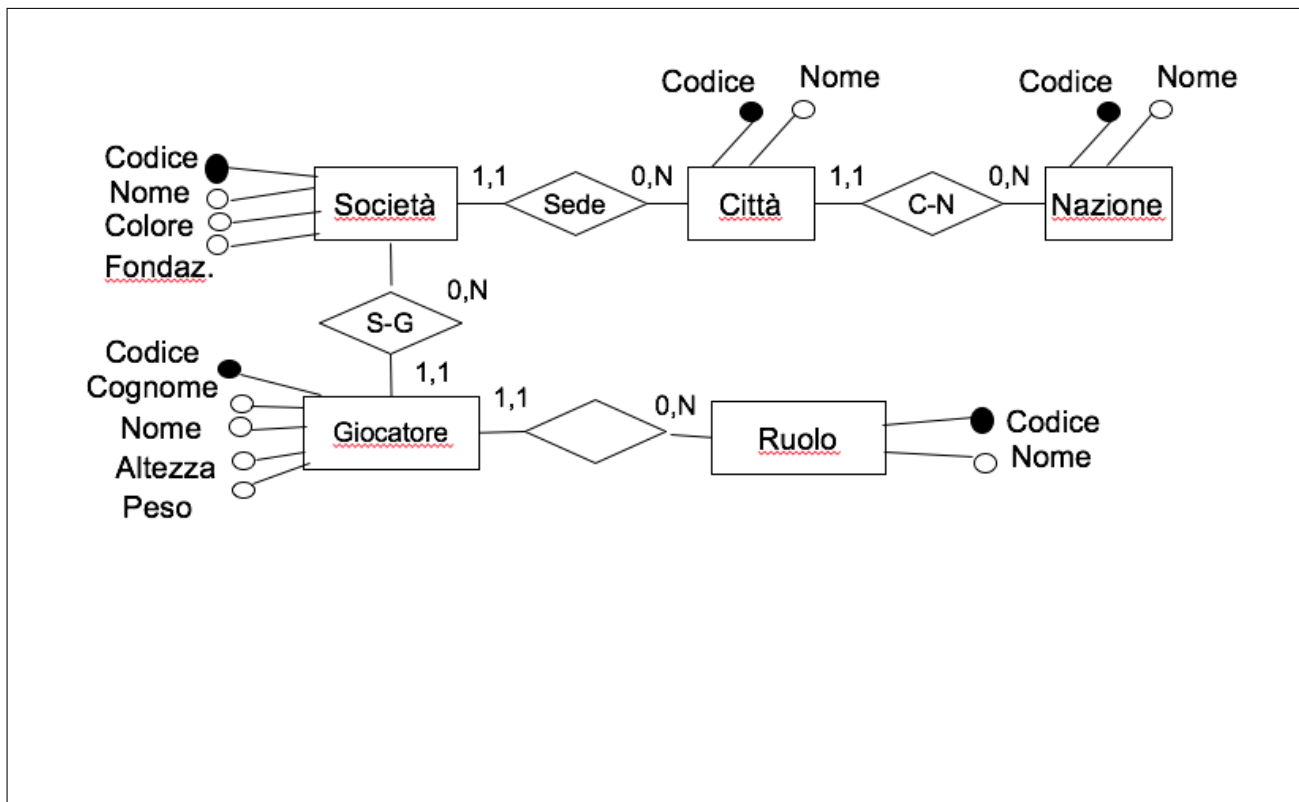 Codice Nome Codice Nome
Codice
Nome
Colore
Fondaz.
Società 1,1 Sede 0,N Città 1,1 C-N 0,N Nazione
S-G 0,N
1,1
Codice
Cognome
Nome
Altezza
Peso
Giocatore 1,1 0,N Ruolo
Codice
Nome